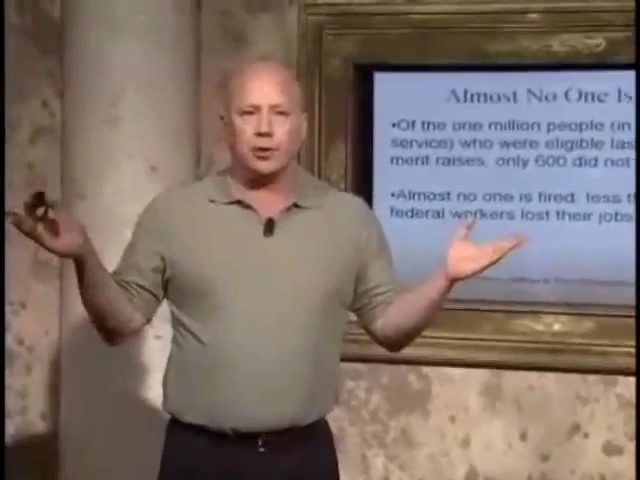 Almost No One Is
•Of the one million people (in
service) who were eligible las
merit raises, only 600 did not
•Almost no one is fired; less t
federal workers lost their jobs